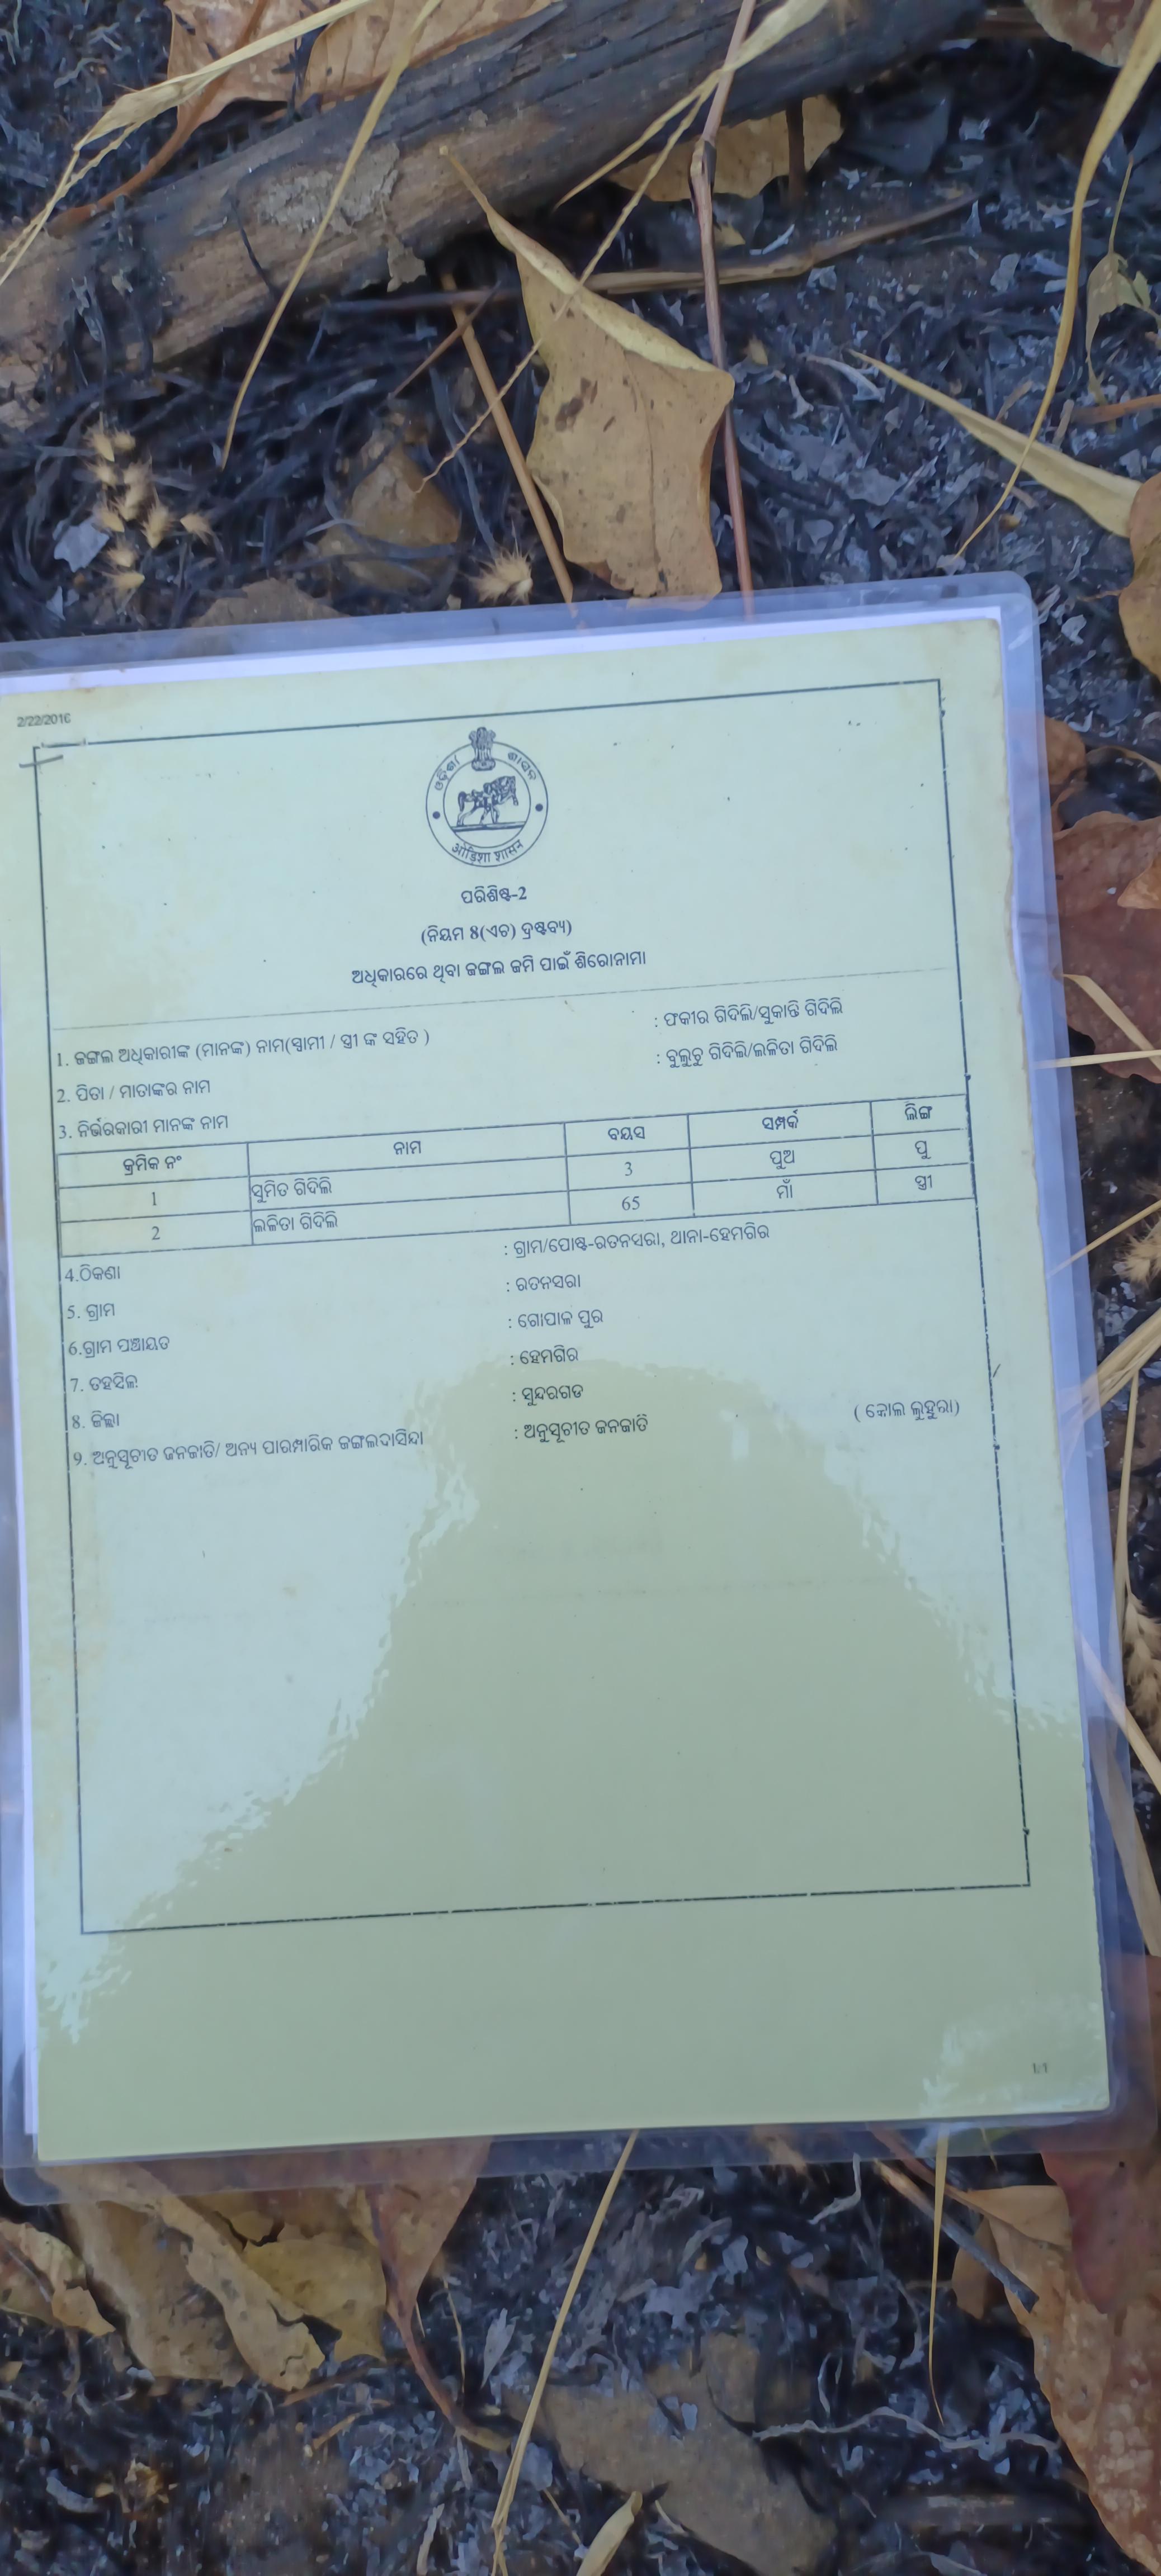 2/22/2016
ଓଡ଼ିଶା ଶାସନ
ओडिशा शासन
ପରିଶିଷ୍ଟ-2
(ନିୟମ 8(ଏଚ) ଦ୍ରଷ୍ଟବ୍ୟ)
ଅଧିକାରରେ ଥିବା ଜଙ୍ଗଲ ଜମି ପାଇଁ ଶିରୋନାମା
1. ଜଙ୍ଗଲ ଅଧିକାରୀଙ୍କ (ମାନଙ୍କ) ନାମ(ସ୍ଵାମୀ / ସ୍ତ୍ରୀ ଙ୍କ ସହିତ ) : ଫକୀର ଗିଦିଲି/ସୁକାନ୍ତି ଗିଦିଲି
2. ପିତା / ମାତାଙ୍କର ନାମ : ବୁଲୁଚୁ ଗିଦିଲି/ଲଳିତା ଗିଦିଲି
3. ନିର୍ଭରକାରୀ ମାନଙ୍କ ନାମ
କ୍ରମିକ ନଂ ନାମ ବୟସ ସମ୍ପର୍କ ଲିଙ୍ଗ
1 ସୁମିତ ଗିଦିଲି 3 ପୁଅ ପୁ
2 ଲଳିତା ଗିଦିଲି 65 ମାଁ ସ୍ତ୍ରୀ
4.ଠିକଣା : ଗ୍ରାମ/ପୋଷ୍ଟ-ରତନସରା, ଥାନା-ହେମଗିର
5. ଗ୍ରାମ : ରତନସରା
6.ଗ୍ରାମ ପଞ୍ଚାୟତ : ଗୋପାଳ ପୁର
7. ତହସିଲ : ହେମଗିର
8. ଜିଲ୍ଲା : ସୁନ୍ଦରଗଡ
9. ଅନୁସୂଚୀତ ଜନଜାତି/ ଅନ୍ୟ ପାରମ୍ପାରିକ ଜଙ୍ଗଲବାସିନ୍ଦା : ଅନୁସୂଚୀତ ଜନଜାତି ( କୋଲ ଲୁହୁରା)
1/1